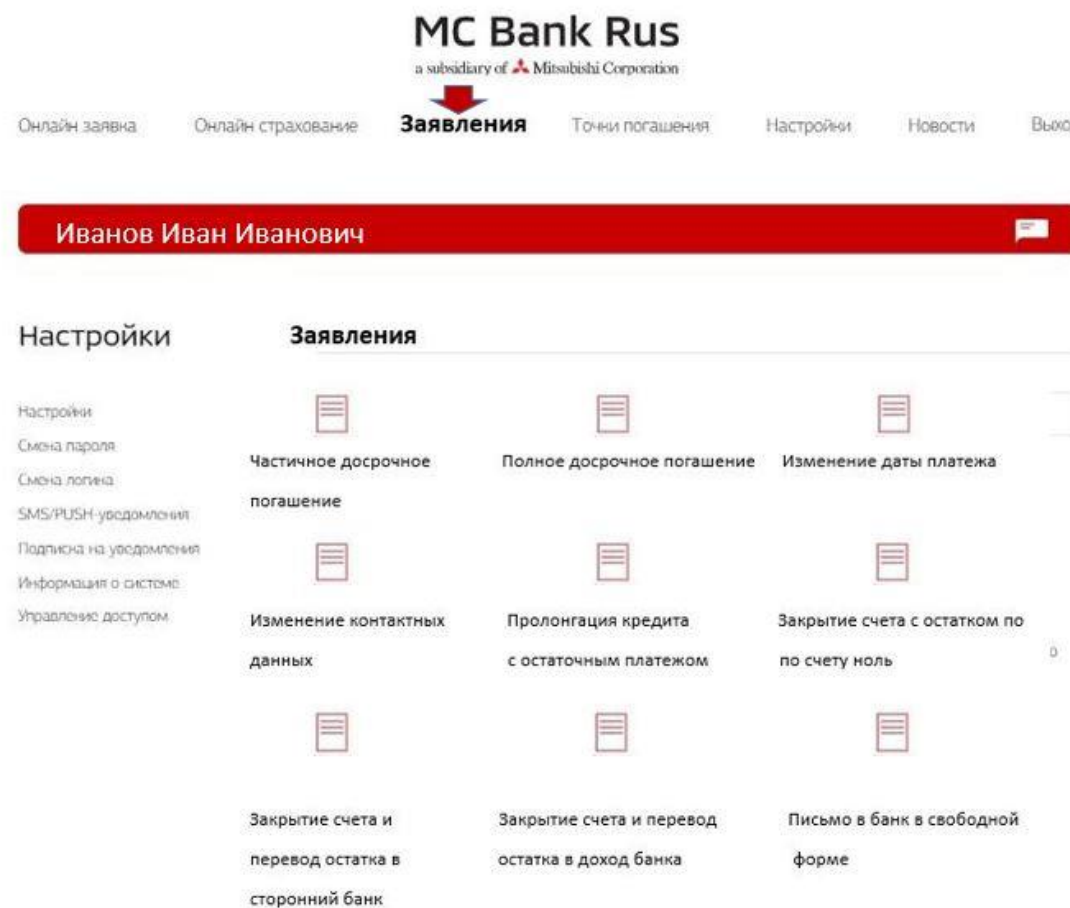 MC Bank Rus
a subsidiary of Mitsubishi Corporation
Онлайн заявка Онлайн страхование Заявления Точки погашения Настройки Новости Выхо
Иванов Иван Иванович
Настройки Заявления
Настройки
Смена пароля
Смена логина
SMS/PUSH-уведомления
Подписка на уведомления
Информация о системе
Управление доступом
Частичное досрочное
погашение
Полное досрочное погашение
Изменение даты платежа
Изменение контактных
данных
Пролонгация кредита
с остаточным платежом
Закрытие счета с остатком по
по счету ноль
Закрытие счета и
перевод остатка в
сторонний банк
Закрытие счета и перевод
остатка в доход банка
Письмо в банк в свободной
форме